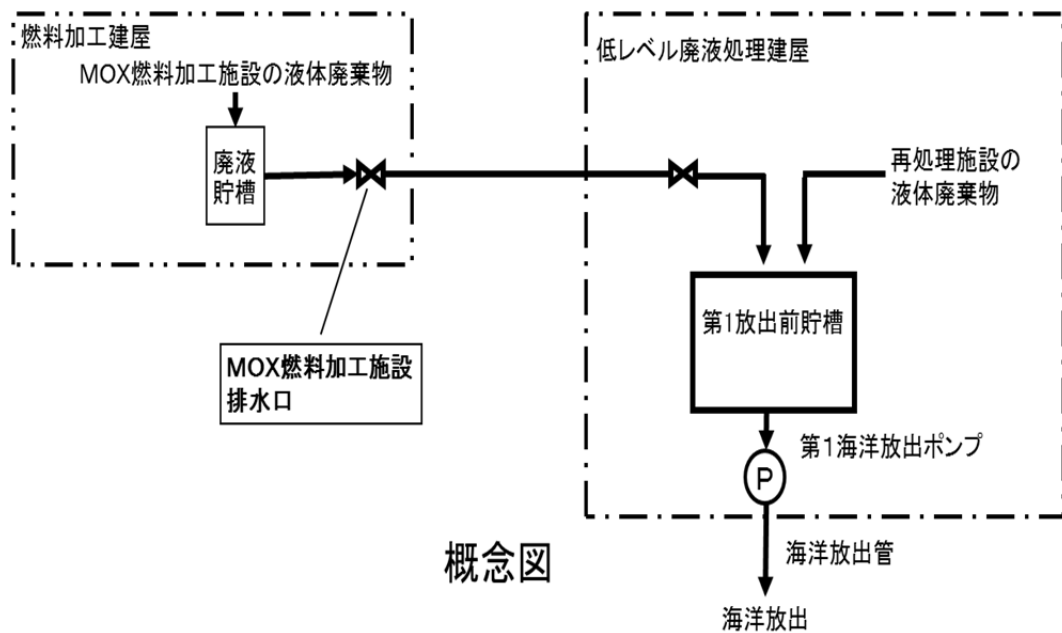 燃料加工建屋
MOX燃料加工施設の液体廃棄物
廃液
貯槽
MOX燃料加工施設
排水口
低レベル廃液処理建屋
再処理施設の
液体廃棄物
第1放出前貯槽
第1海洋放出ポンプ
P
海洋放出管
海洋放出
概念図